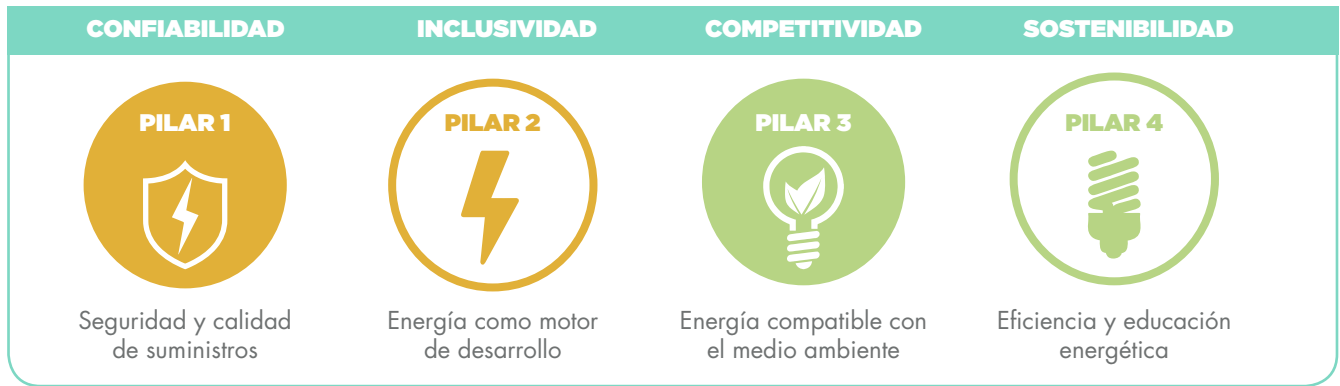 CONFIABILIDAD
INCLUSIVIDAD
COMPETITIVIDAD
SOSTENIBILIDAD
PILAR 1
PILAR 2
PILAR 3
PILAR 4
Seguridad y calidad
de suministros
Energía como motor
de desarrollo
Energía compatible con
el medio ambiente
Eficiencia y educación
energética